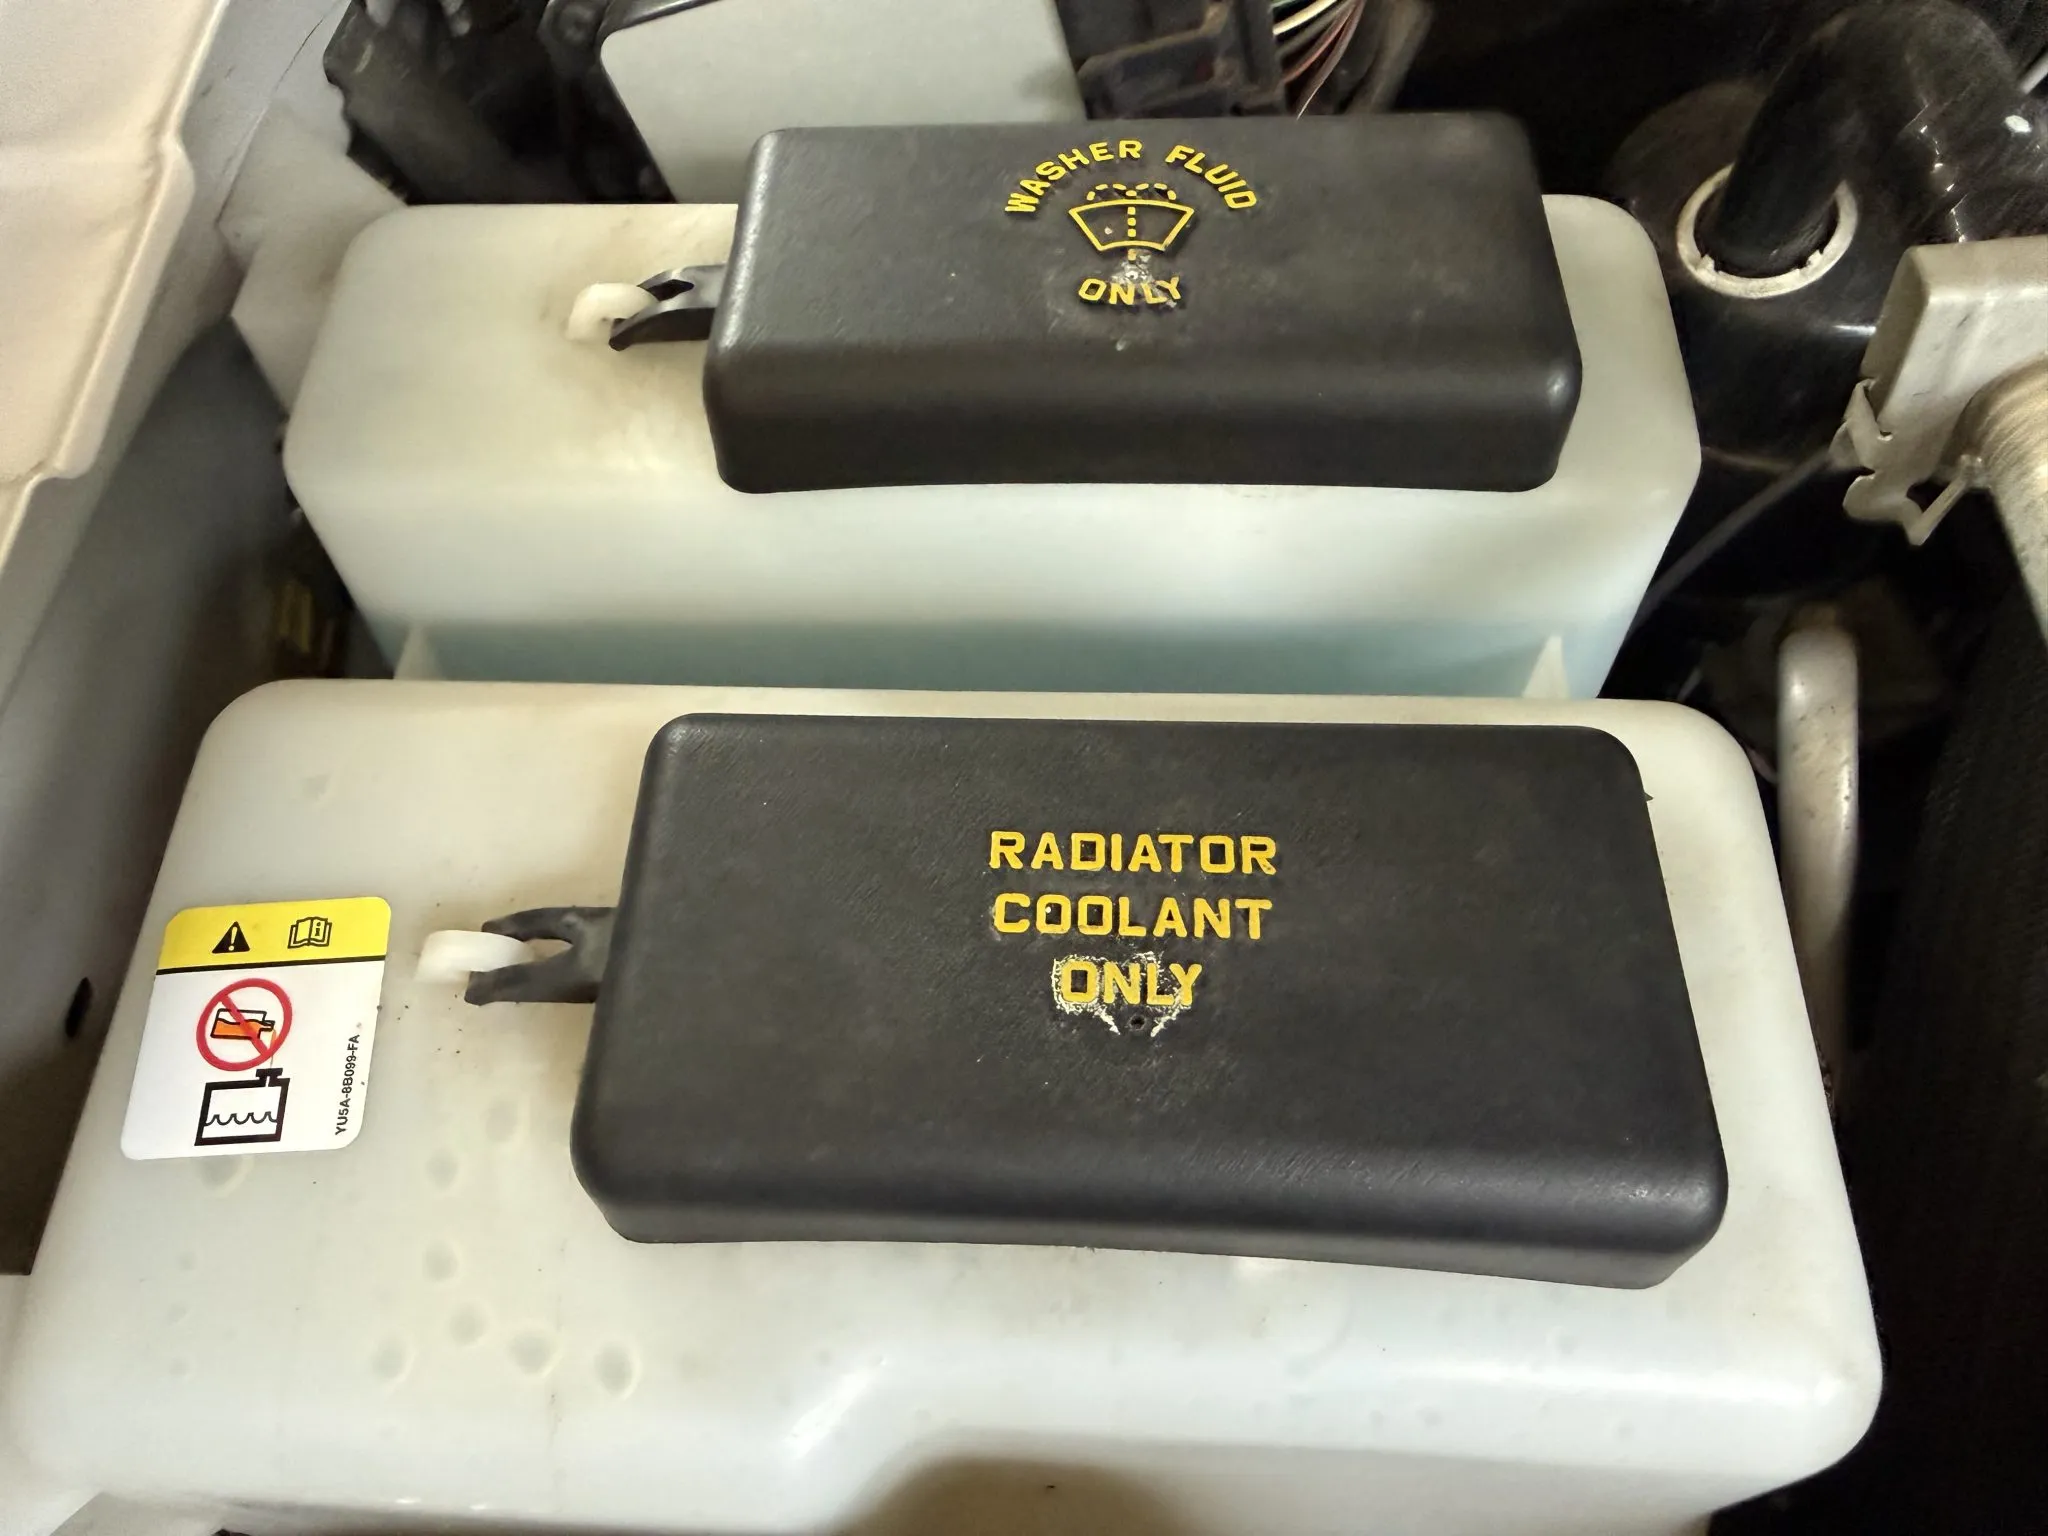 WASHER FLUID
ONLY
RADIATOR
COOLANT
ONLY
YU5A-8B099-FA